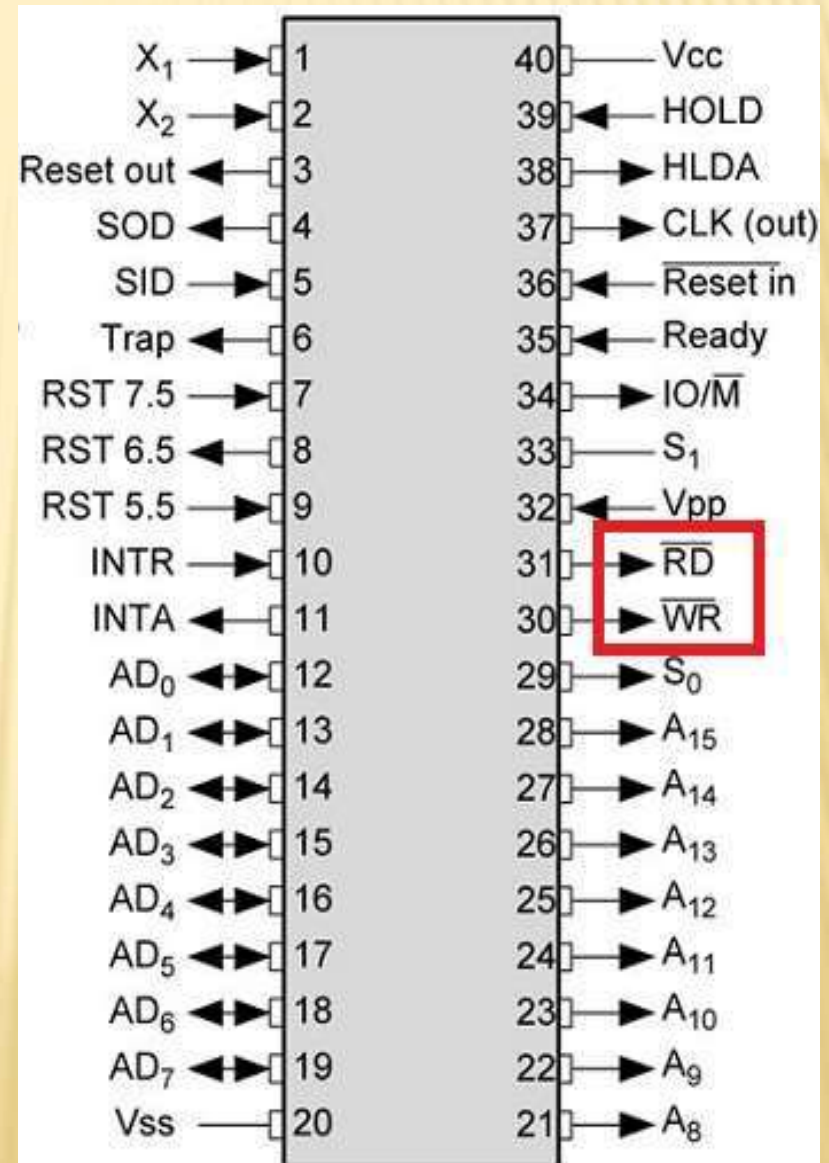 X₁ 1 40 Vcc
X₂ 2 39 HOLD
Reset out 3 38 HLDA
SOD 4 37 CLK (out)
SID 5 36 R̅e̅s̅e̅t̅ ̅i̅n̅
Trap 6 35 Ready
RST 7.5 7 34 IO/M̅
RST 6.5 8 33 S₁
RST 5.5 9 32 Vpp
INTR 10 31 R̅D̅
INTA 11 30 W̅R̅
AD₀ 12 29 S₀
AD₁ 13 28 A₁₅
AD₂ 14 27 A₁₄
AD₃ 15 26 A₁₃
AD₄ 16 25 A₁₂
AD₅ 17 24 A₁₁
AD₆ 18 23 A₁₀
AD₇ 19 22 A₉
Vss 20 21 A₈